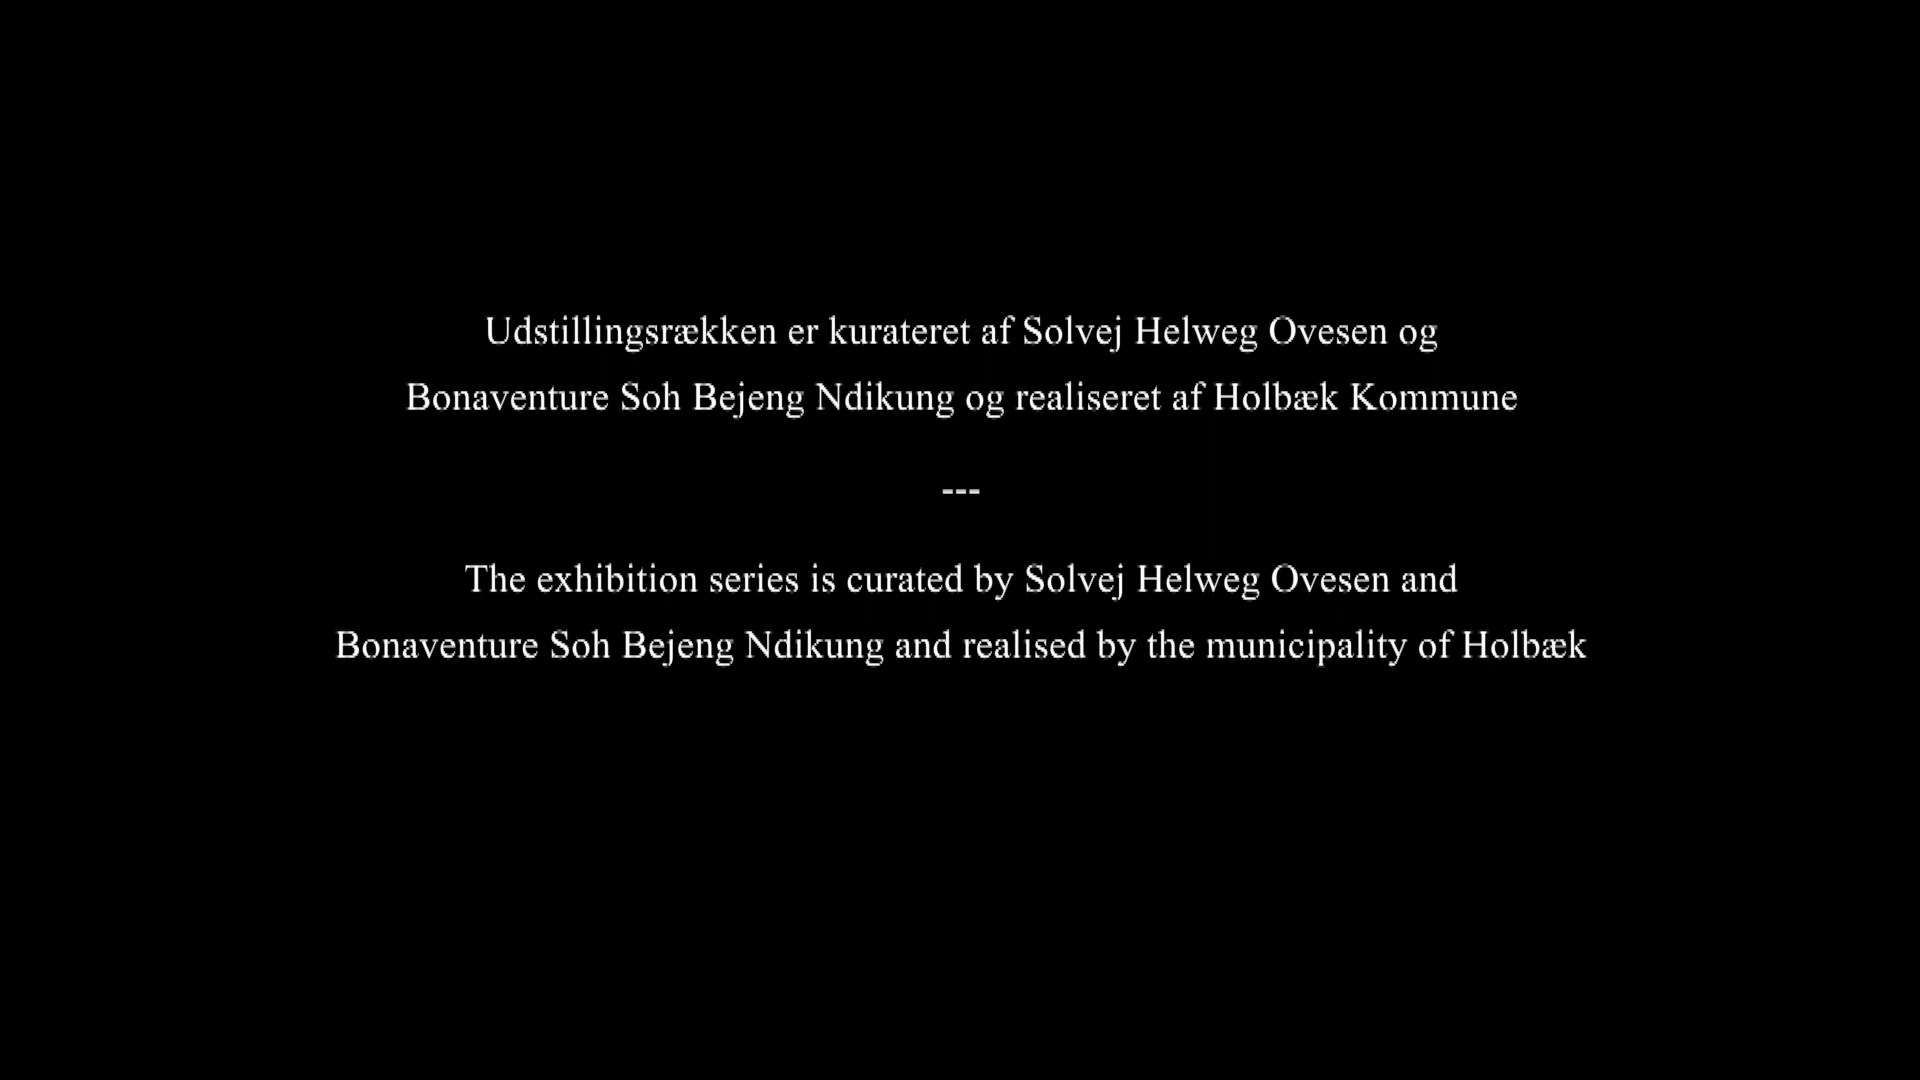 Udstillingsrækken er kurateret af Solvej Helweg Ovesen og
Bonaventure Soh Bejeng Ndikung og realiseret af Holbæk Kommune
---
The exhibition series is curated by Solvej Helweg Ovesen and
Bonaventure Soh Bejeng Ndikung and realised by the municipality of Holbæk